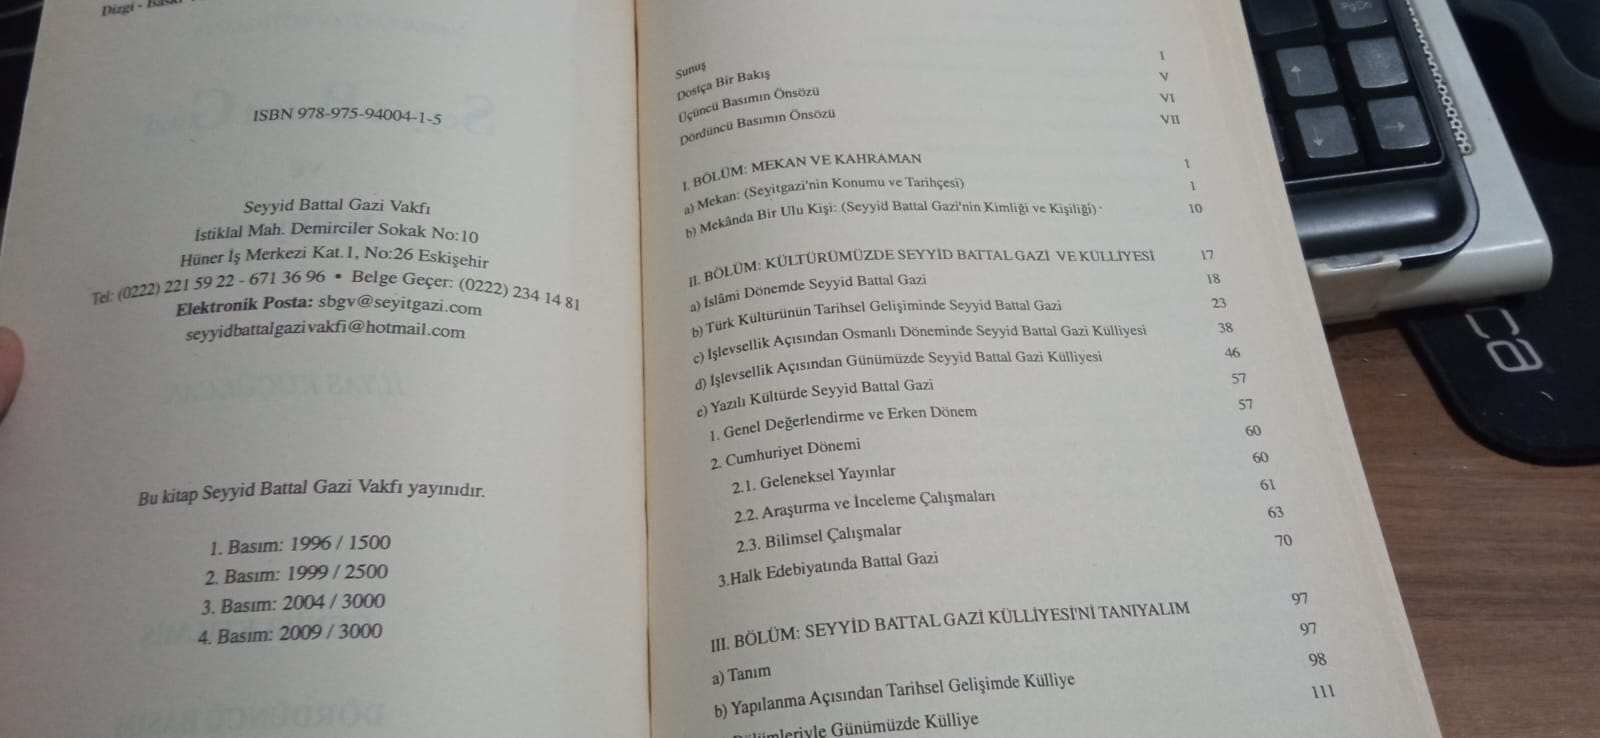 Dizgi - Baskı
ISBN 978-975-94004-1-5
Seyyid Battal Gazi Vakfı
İstiklal Mah. Demirciler Sokak No:10
Hüner İş Merkezi Kat.1, No:26 Eskişehir
Tel: (0222) 221 59 22 - 671 36 96 • Belge Geçer: (0222) 234 14 81
Elektronik Posta: sbgv@seyitgazi.com
seyyidbattalgazivakfi@hotmail.com
Bu kitap Seyyid Battal Gazi Vakfı yayınıdır.
1. Basım: 1996 / 1500
2. Basım: 1999 / 2500
3. Basım: 2004 / 3000
4. Basım: 2009 / 3000
Sunuş I
Dostça Bir Bakış V
Üçüncü Basımın Önsözü VI
Dördüncü Basımın Önsözü VII
I. BÖLÜM: MEKAN VE KAHRAMAN 1
a) Mekan: (Seyitgazi'nin Konumu ve Tarihçesi) 1
b) Mekânda Bir Ulu Kişi: (Seyyid Battal Gazi'nin Kimliği ve Kişiliği) 10
II. BÖLÜM: KÜLTÜRÜMÜZDE SEYYİD BATTAL GAZİ VE KÜLLİYESİ 17
a) İslâmi Dönemde Seyyid Battal Gazi 18
b) Türk Kültürünün Tarihsel Gelişiminde Seyyid Battal Gazi 23
c) İşlevsellik Açısından Osmanlı Döneminde Seyyid Battal Gazi Külliyesi 38
d) İşlevsellik Açısından Günümüzde Seyyid Battal Gazi Külliyesi 46
e) Yazılı Kültürde Seyyid Battal Gazi 57
1. Genel Değerlendirme ve Erken Dönem 57
2. Cumhuriyet Dönemi 60
2.1. Geleneksel Yayınlar 60
2.2. Araştırma ve İnceleme Çalışmaları 61
2.3. Bilimsel Çalışmalar 63
3.Halk Edebiyatında Battal Gazi 70
III. BÖLÜM: SEYYİD BATTAL GAZİ KÜLLİYESİ'Nİ TANIYALIM 97
a) Tanım 97
b) Yapılanma Açısından Tarihsel Gelişimde Külliye 98
Günümüzde Külliye 111
PgDn
↑
↓
→